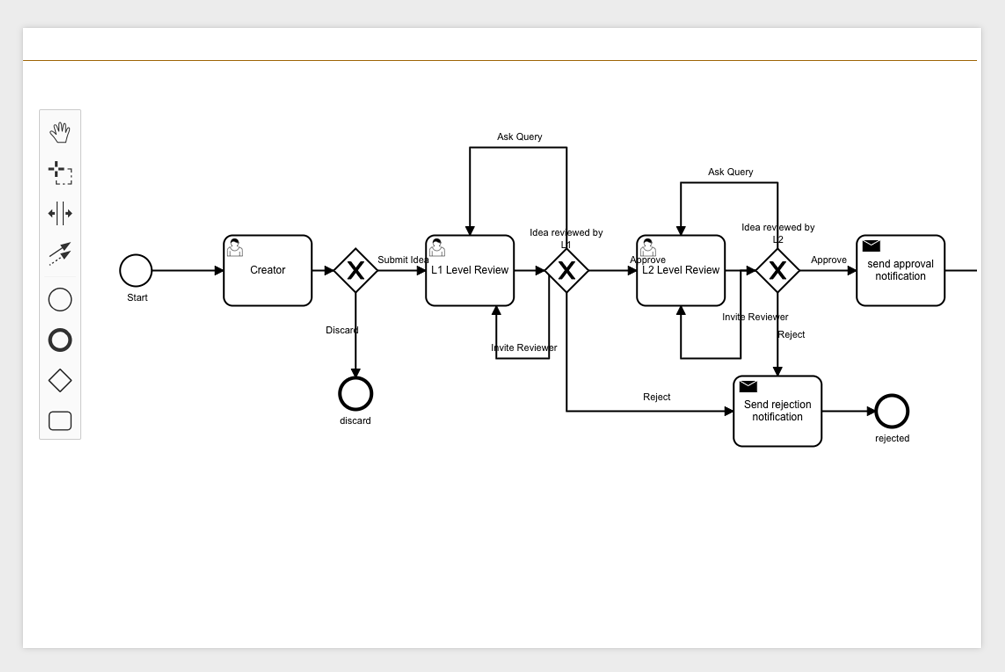 Ask Query
Ask Query
Idea reviewed by
L1
Idea reviewed by
L2
Creator
Submit Idea
L1 Level Review
Approve
L2 Level Review
Approve
send approval
notification
Start
Discard
Invite Reviewer
Invite Reviewer
Reject
discard
Reject
Send rejection
notification
rejected